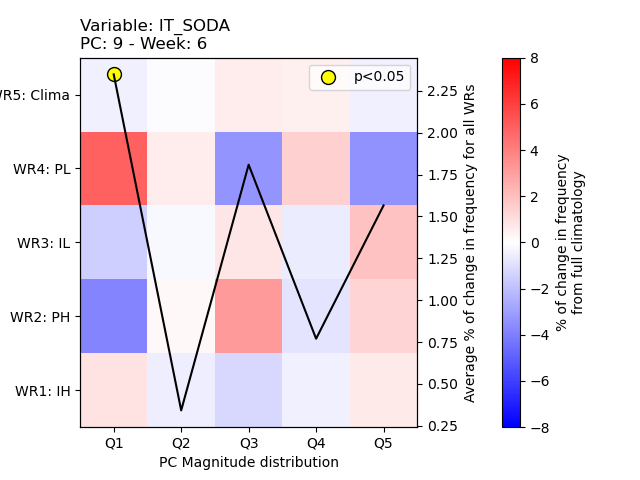 Variable: IT_SODA
PC: 9 - Week: 6
p<0.05
WR5: Clima
WR4: PL
WR3: IL
WR2: PH
WR1: IH
Q1 Q2 Q3 Q4 Q5
PC Magnitude distribution
2.25
2.00
1.75
1.50
1.25
1.00
0.75
0.50
0.25
Average % of change in frequency for all WRs
8
6
4
2
0
−2
−4
−6
−8
% of change in frequency
from full climatology